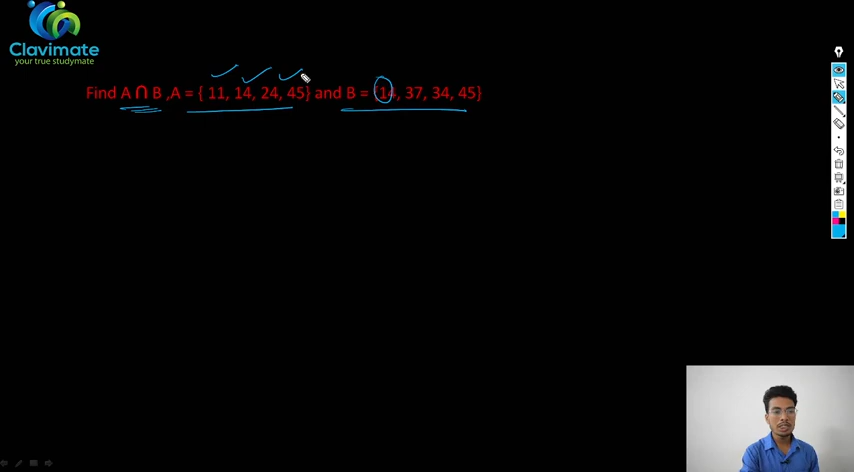 Clavimate
your true studymate
Find A ∩ B ,A = { 11, 14, 24, 45} and B = {14, 37, 34, 45}